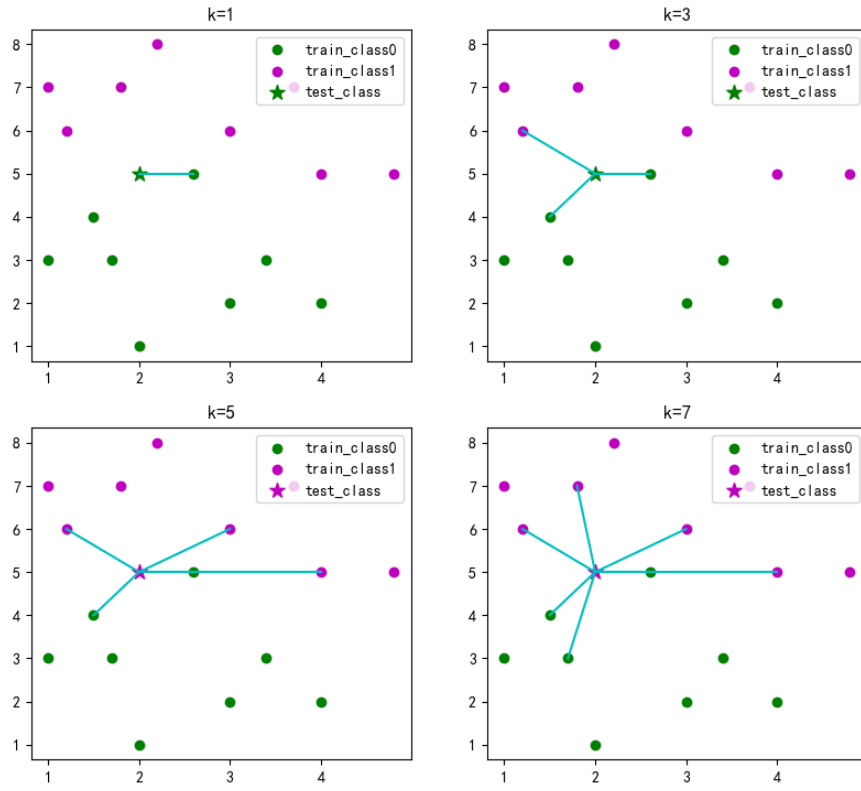 k=1
8
7
6
5
4
3
2
1
1 2 3 4
train_class0
train_class1
test_class
k=3
8
7
6
5
4
3
2
1
1 2 3 4
train_class0
train_class1
test_class
k=5
8
7
6
5
4
3
2
1
1 2 3 4
train_class0
train_class1
test_class
k=7
8
7
6
5
4
3
2
1
1 2 3 4
train_class0
train_class1
test_class